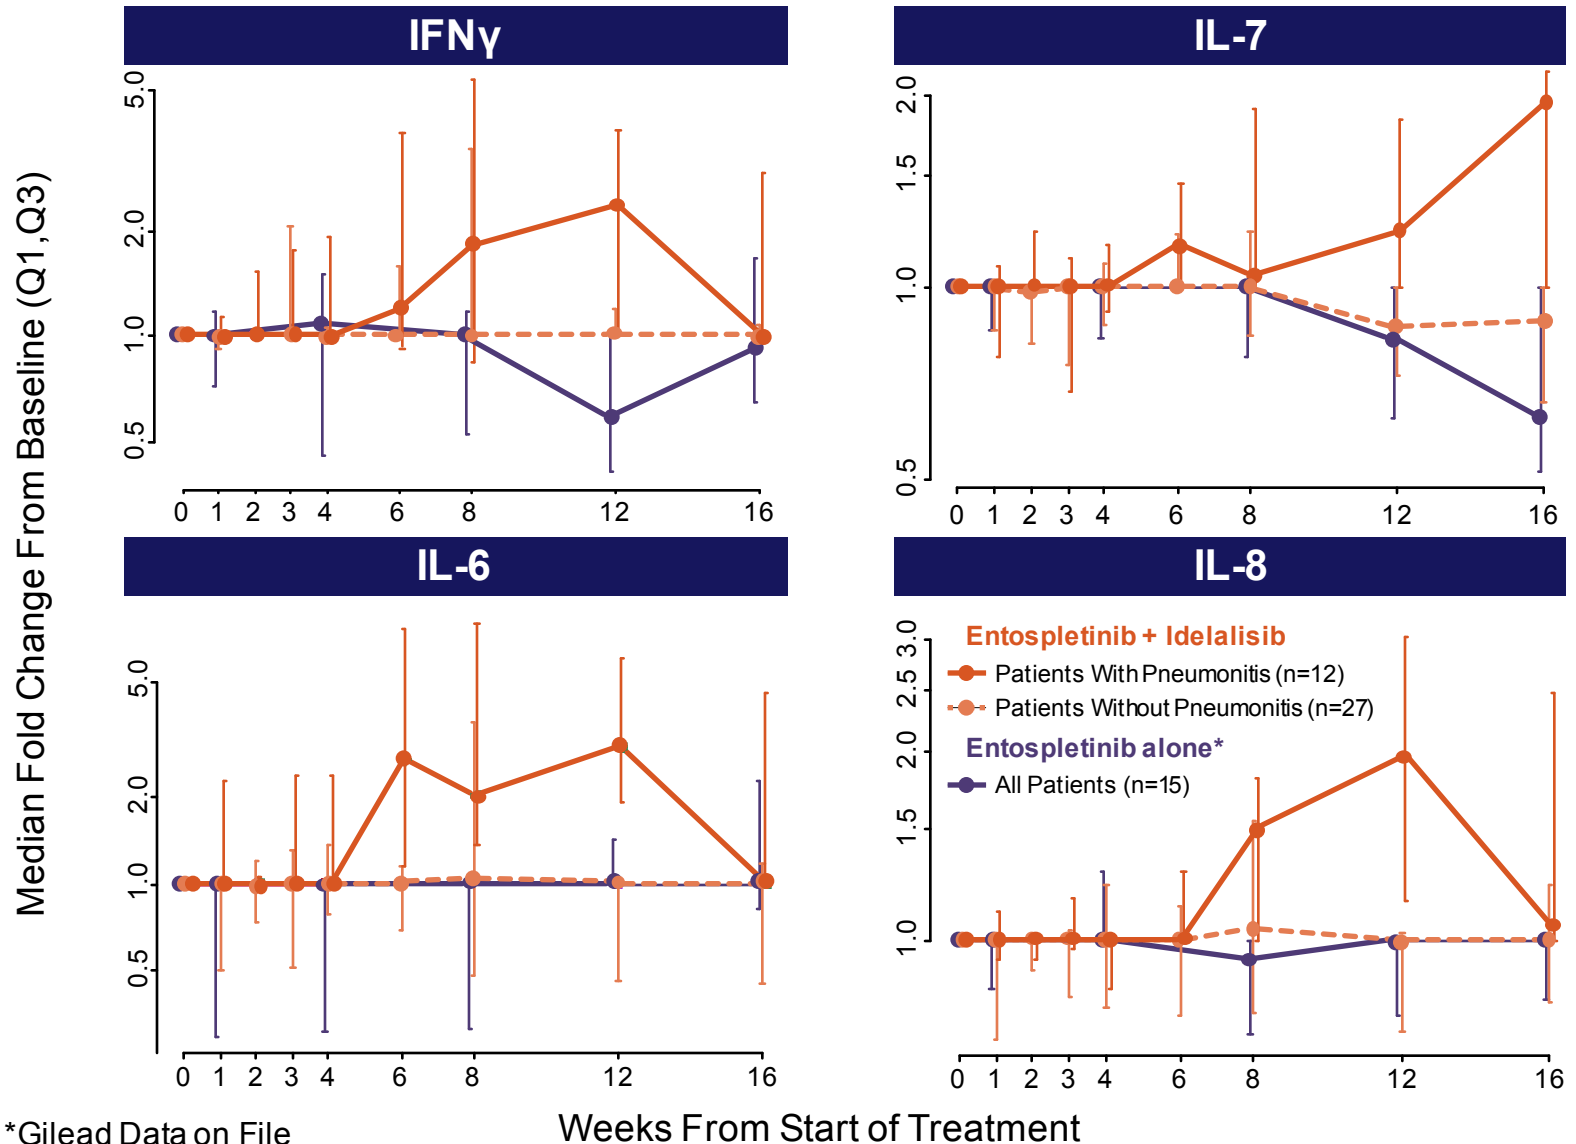 IFNγ
IL-7
Median Fold Change From Baseline (Q1,Q3)
5.0
2.0
1.0
0.5
0 1 2 3 4 6 8 12 16
2.0
1.5
1.0
0.5
0 1 2 3 4 6 8 12 16
IL-6
IL-8
5.0
2.0
1.0
0.5
0 1 2 3 4 6 8 12 16
3.0
2.5
2.0
1.5
1.0
Entospletinib + Idelalisib
Patients With Pneumonitis (n=12)
Patients Without Pneumonitis (n=27)
Entospletinib alone*
All Patients (n=15)
0 1 2 3 4 6 8 12 16
Weeks From Start of Treatment
*Gilead Data on File